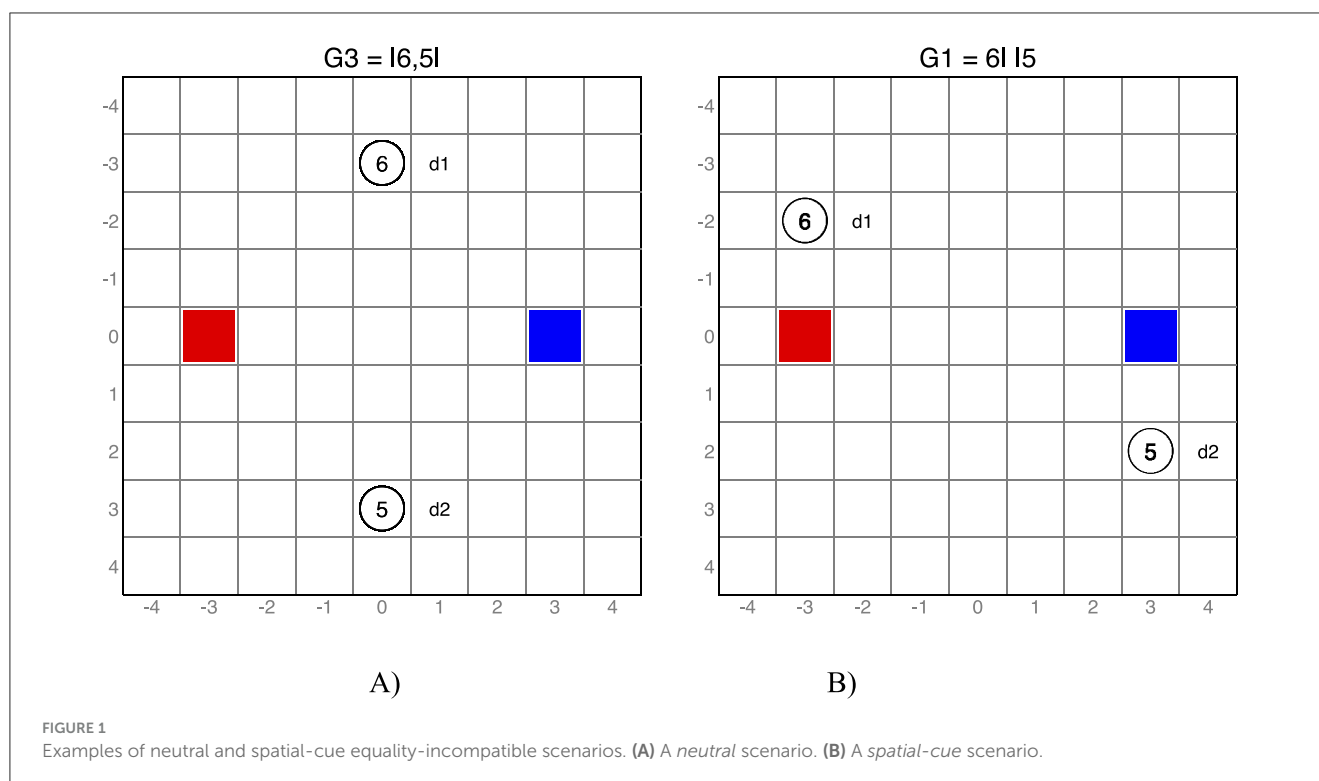 G3 = l6,5l
-4
-3
-2
-1
0
1
2
3
4
6 d1
5 d2
-4 -3 -2 -1 0 1 2 3 4
A)
G1 = 6l l5
-4
-3
-2
-1
0
1
2
3
4
6 d1
5 d2
-4 -3 -2 -1 0 1 2 3 4
B)
FIGURE 1
Examples of neutral and spatial-cue equality-incompatible scenarios. (A) A neutral scenario. (B) A spatial-cue scenario.